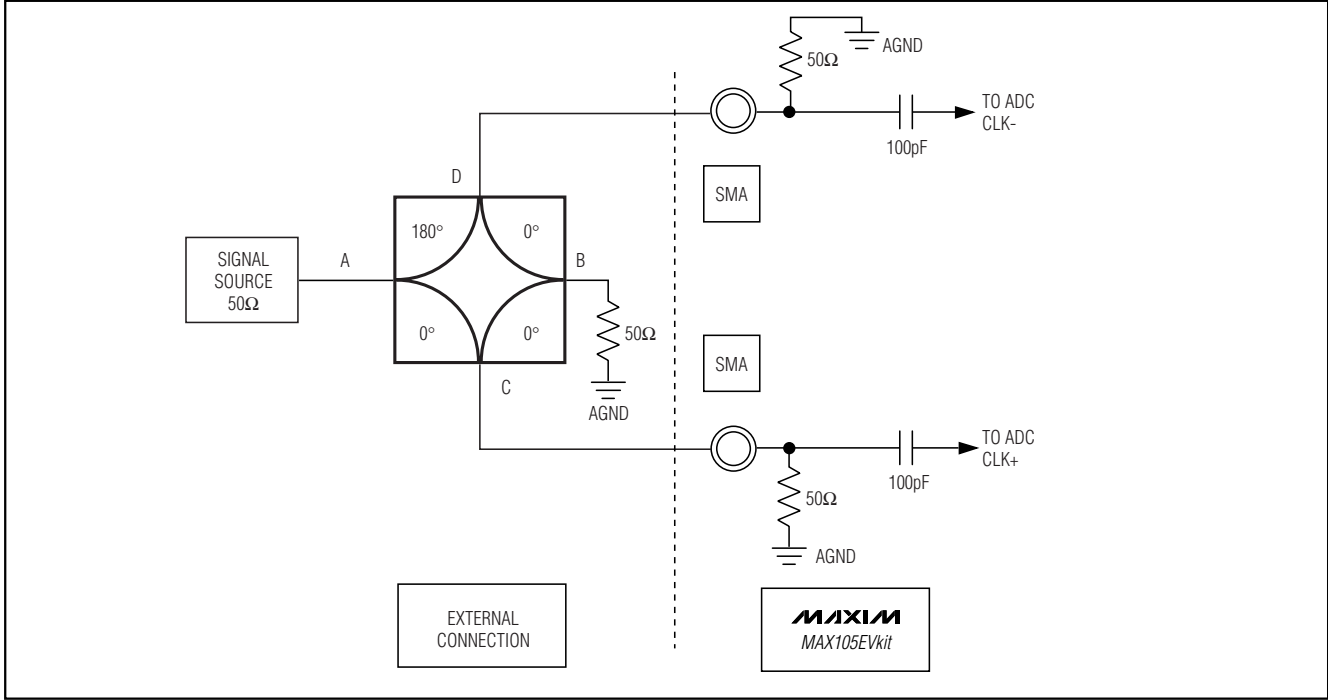 50Ω
AGND
TO ADC
CLK-
100pF
SMA
D
180°
0°
SIGNAL
SOURCE
50Ω
A
B
0°
0°
50Ω
AGND
C
SMA
TO ADC
CLK+
100pF
50Ω
AGND
EXTERNAL
CONNECTION
MAXIM
MAX105EVkit